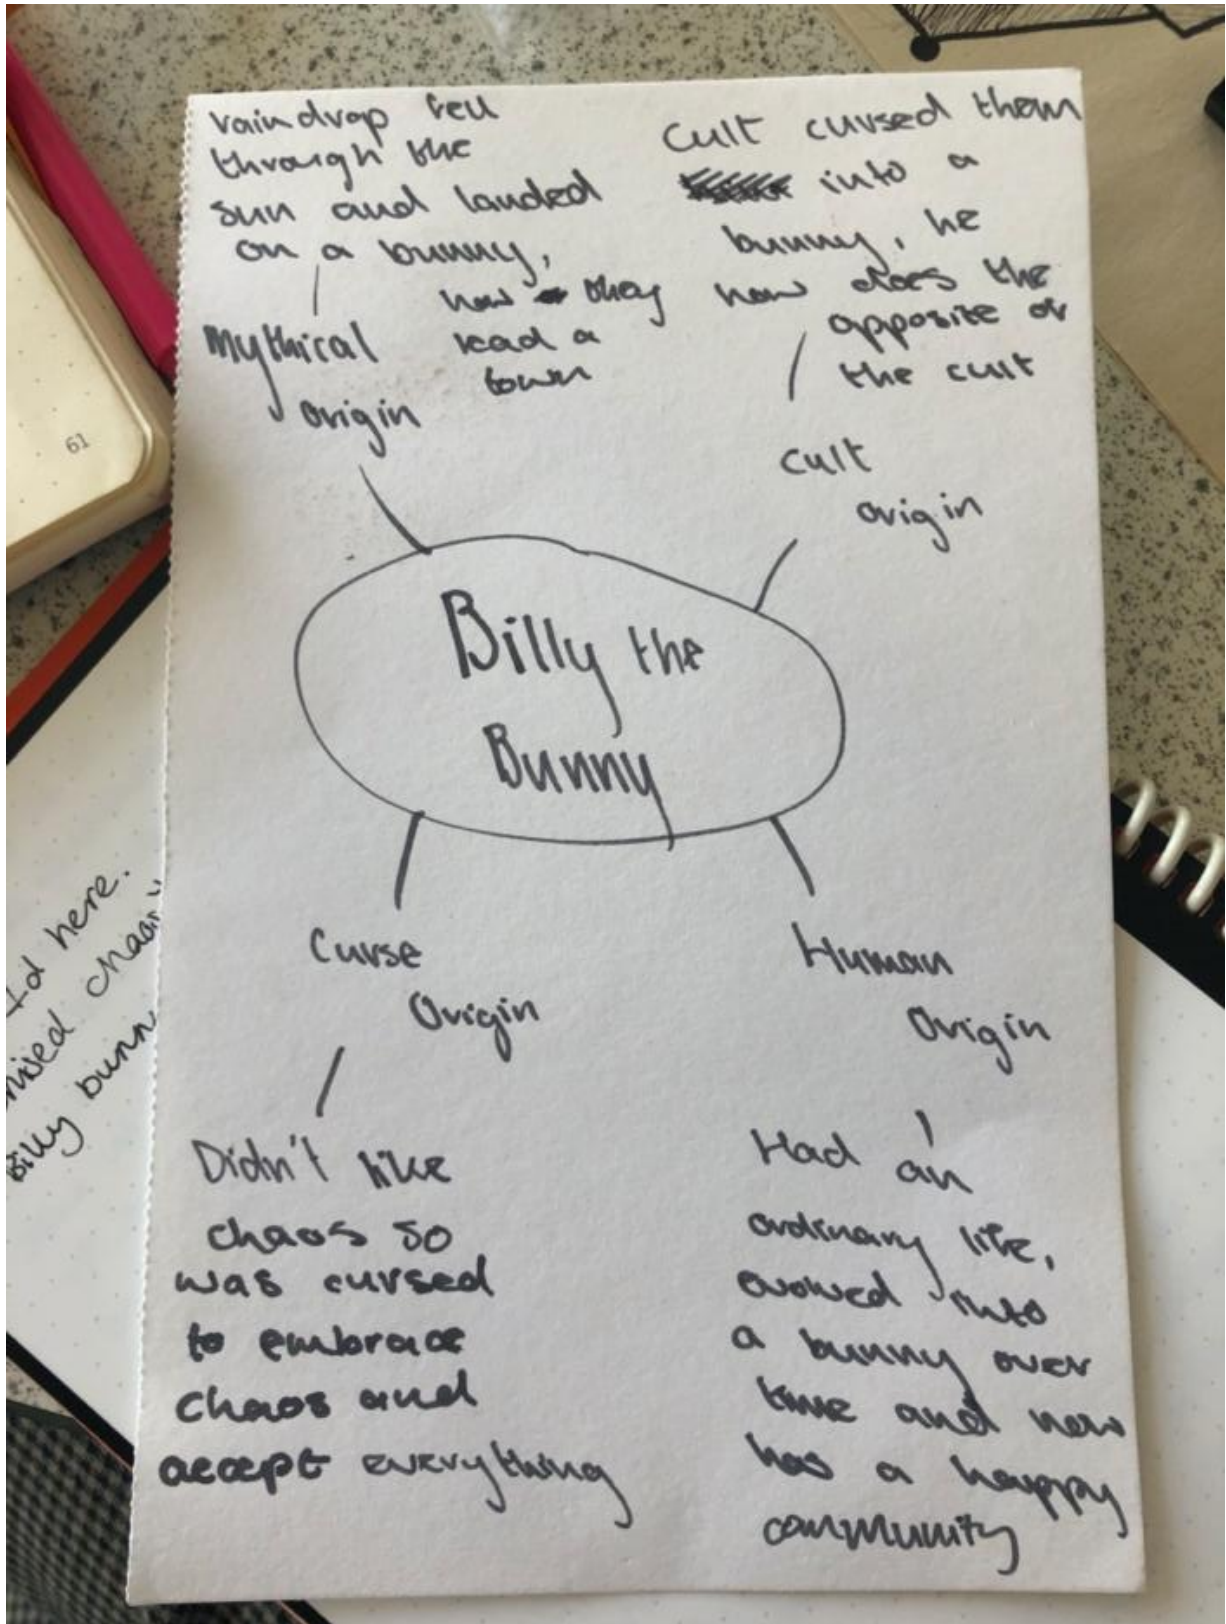 raindrop fell
through the
sun and landed
on a bunny,
now they
lead a
town
Mythical
origin
Cult cursed them
into a
bunny, he
now does the
opposite of
the cult
Cult
origin
Billy the
Bunny
Curse
Origin
Didn't like
chaos so
was cursed
to embrace
chaos and
accept everything
Human
Origin
Had an
ordinary life,
evolved into
a bunny over
time and now
has a happy
community
61
here.
Billy bunn